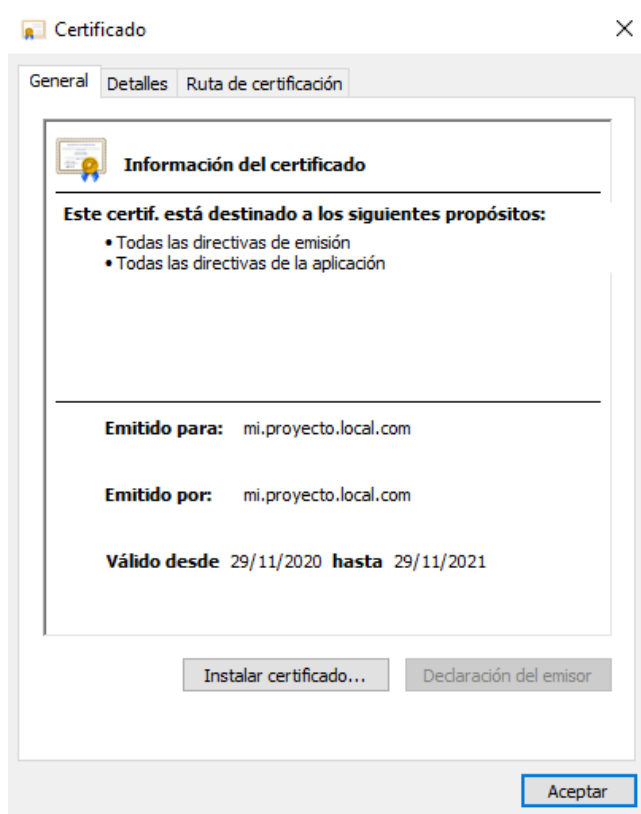 Certificado
General Detalles Ruta de certificación
Información del certificado
Este certif. está destinado a los siguientes propósitos:
• Todas las directivas de emisión
• Todas las directivas de la aplicación
Emitido para: mi.proyecto.local.com
Emitido por: mi.proyecto.local.com
Válido desde 29/11/2020 hasta 29/11/2021
Instalar certificado... Declaración del emisor
Aceptar